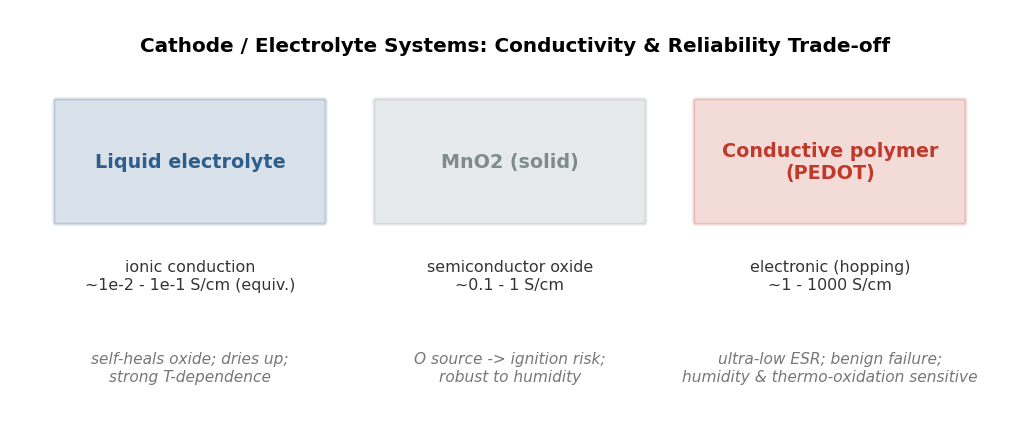 Cathode / Electrolyte Systems: Conductivity & Reliability Trade-off
Liquid electrolyte
MnO2 (solid)
Conductive polymer
(PEDOT)
ionic conduction
~1e-2 - 1e-1 S/cm (equiv.)
semiconductor oxide
~0.1 - 1 S/cm
electronic (hopping)
~1 - 1000 S/cm
self-heals oxide; dries up;
strong T-dependence
O source -> ignition risk;
robust to humidity
ultra-low ESR; benign failure;
humidity & thermo-oxidation sensitive